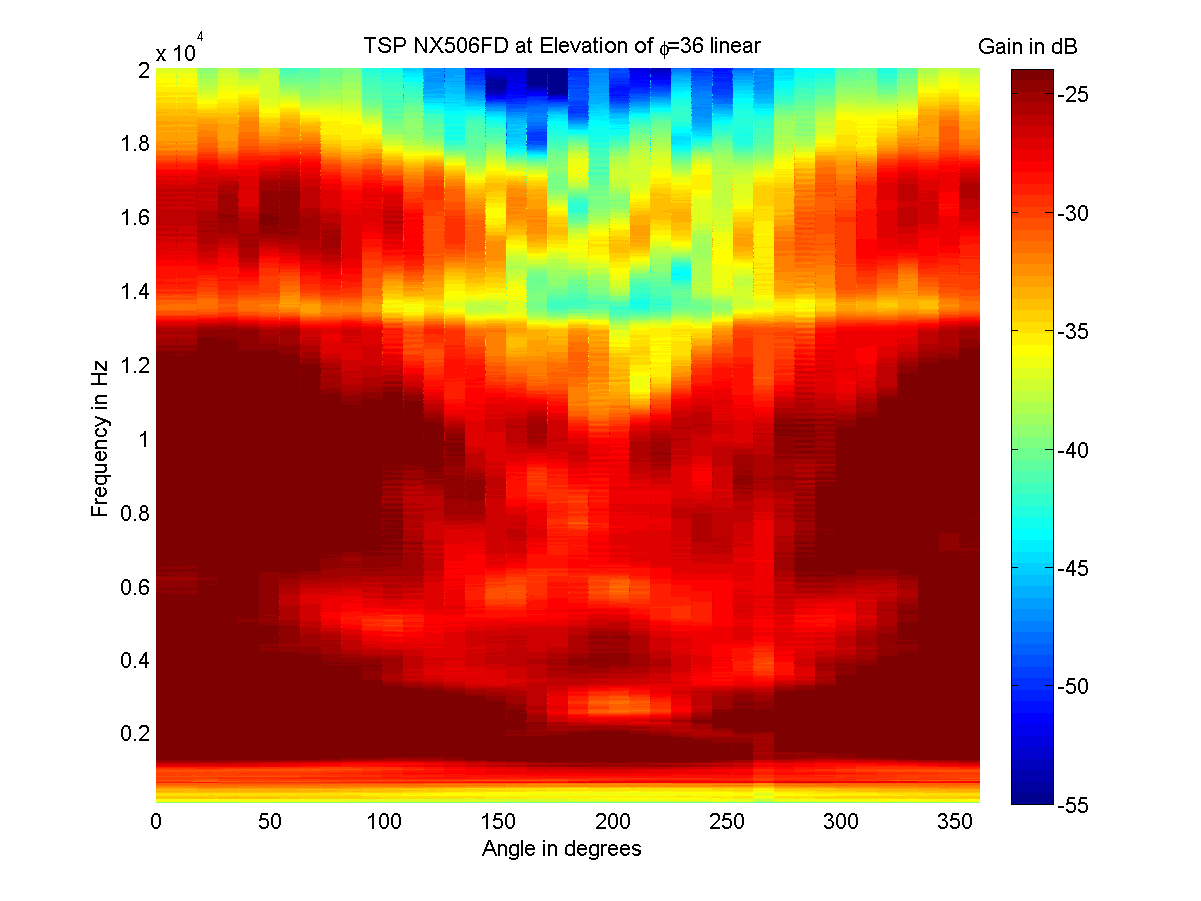 TSP NX506FD at Elevation of ϕ=36 linear
Gain in dB
x 10^4
2
1.8
1.6
1.4
1.2
1
0.8
0.6
0.4
0.2
Frequency in Hz
0 50 100 150 200 250 300 350
Angle in degrees
-25
-30
-35
-40
-45
-50
-55